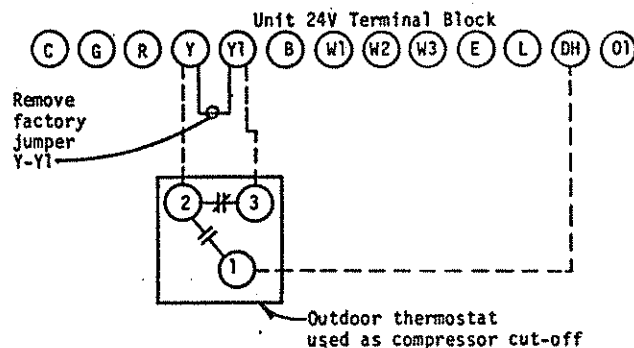 Unit 24V Terminal Block
C G R Y Y1 B W1 W2 W3 E L DH O1
Remove
factory
jumper
Y-Y1
2 3
1
Outdoor thermostat
used as compressor cut-off